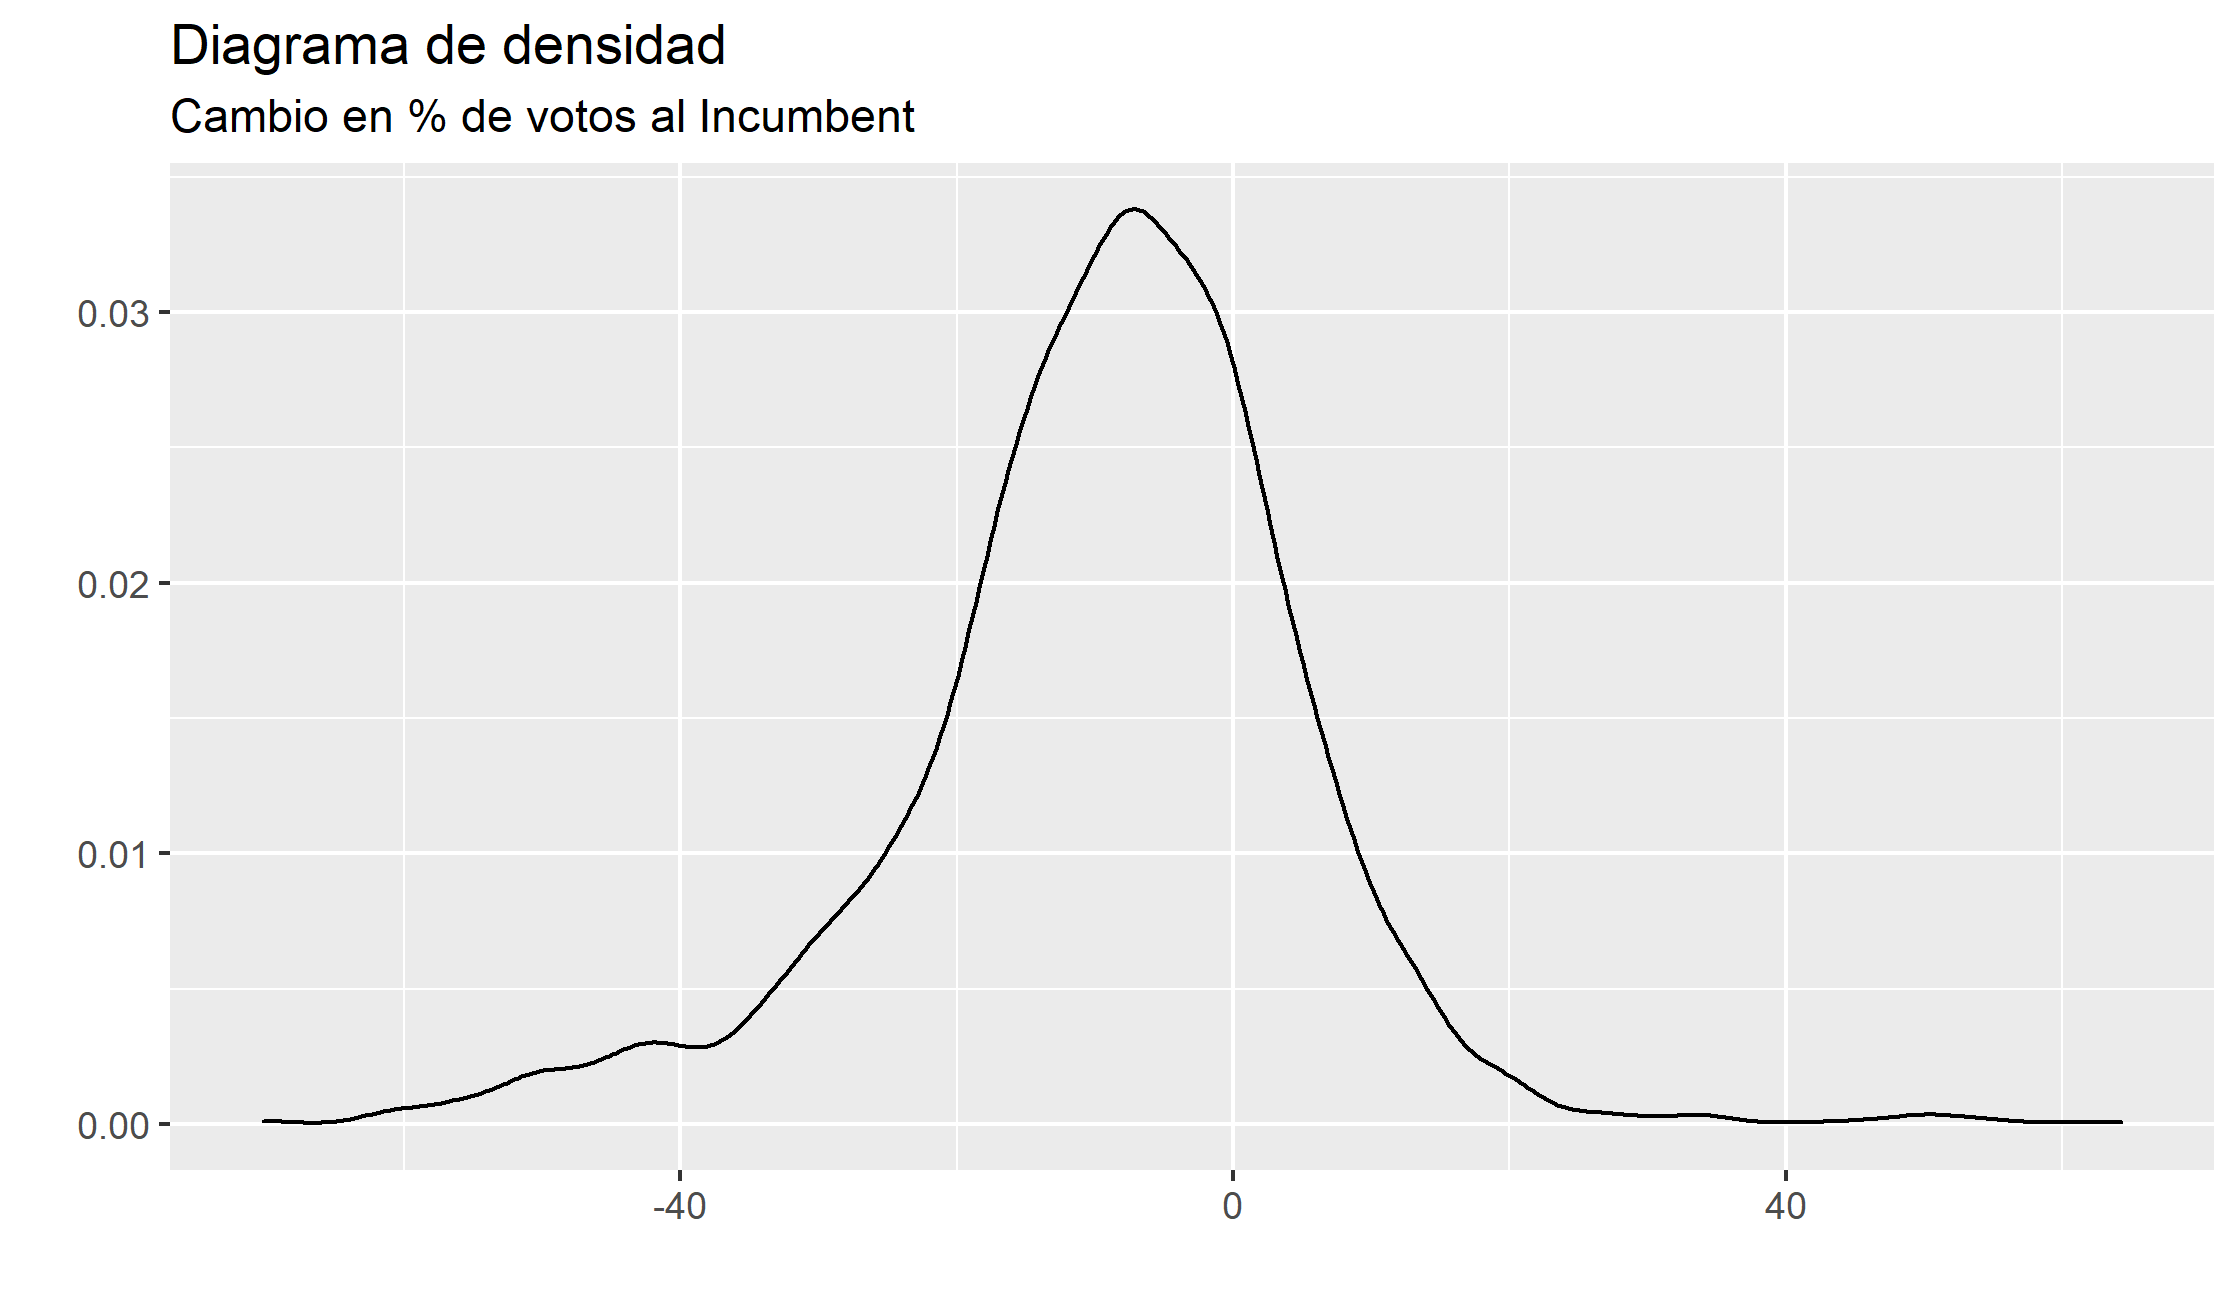 Diagrama de densidad
Cambio en % de votos al Incumbent
0.03
0.02
0.01
0.00
-40 0 40